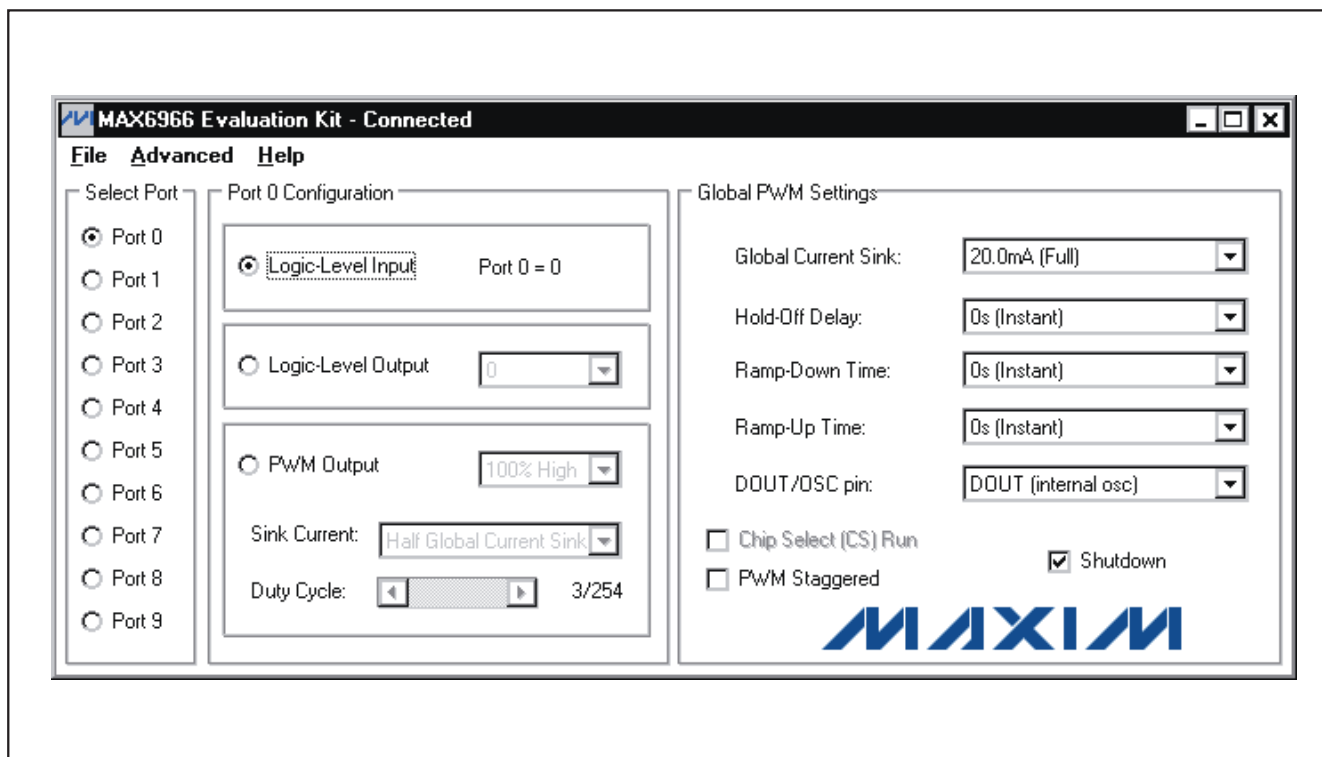 MAX6966 Evaluation Kit - Connected
File Advanced Help
Select Port
Port 0
Port 1
Port 2
Port 3
Port 4
Port 5
Port 6
Port 7
Port 8
Port 9
Port 0 Configuration
Logic-Level Input Port 0 = 0
Logic-Level Output 0
PWM Output 100% High
Sink Current: Half Global Current Sink
Duty Cycle: 3/254
Global PWM Settings
Global Current Sink: 20.0mA (Full)
Hold-Off Delay: 0s (Instant)
Ramp-Down Time: 0s (Instant)
Ramp-Up Time: 0s (Instant)
DOUT/OSC pin: DOUT (internal osc)
Chip Select (CS) Run
Shutdown
PWM Staggered
MAXIM